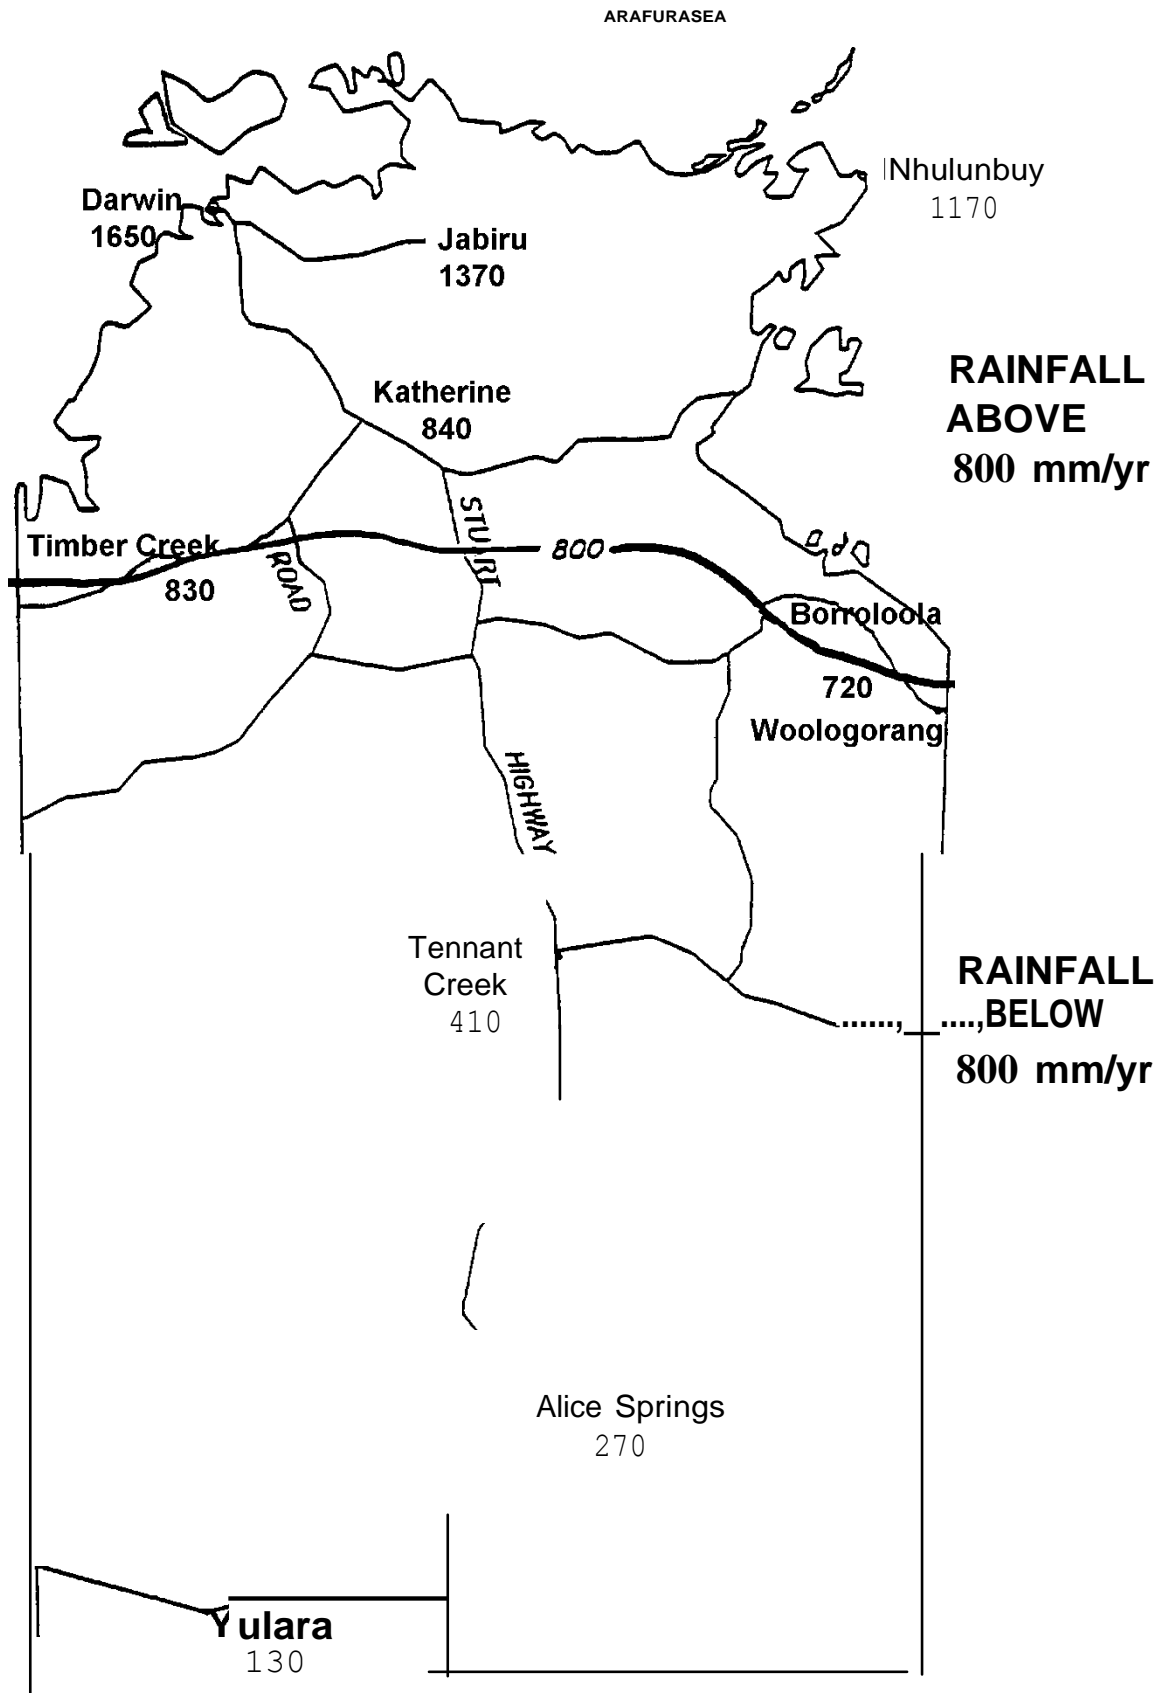 ARAFURASEA
Nhulunbuy
1170
Darwin
1650
Jabiru
1370
RAINFALL
ABOVE
800 mm/yr
Katherine
840
STUART
Timber Creek
830
ROAD
800
Borroloola
720
Woologorang
HIGHWAY
Tennant
Creek
410
RAINFALL
BELOW
800 mm/yr
Alice Springs
270
Yulara
130